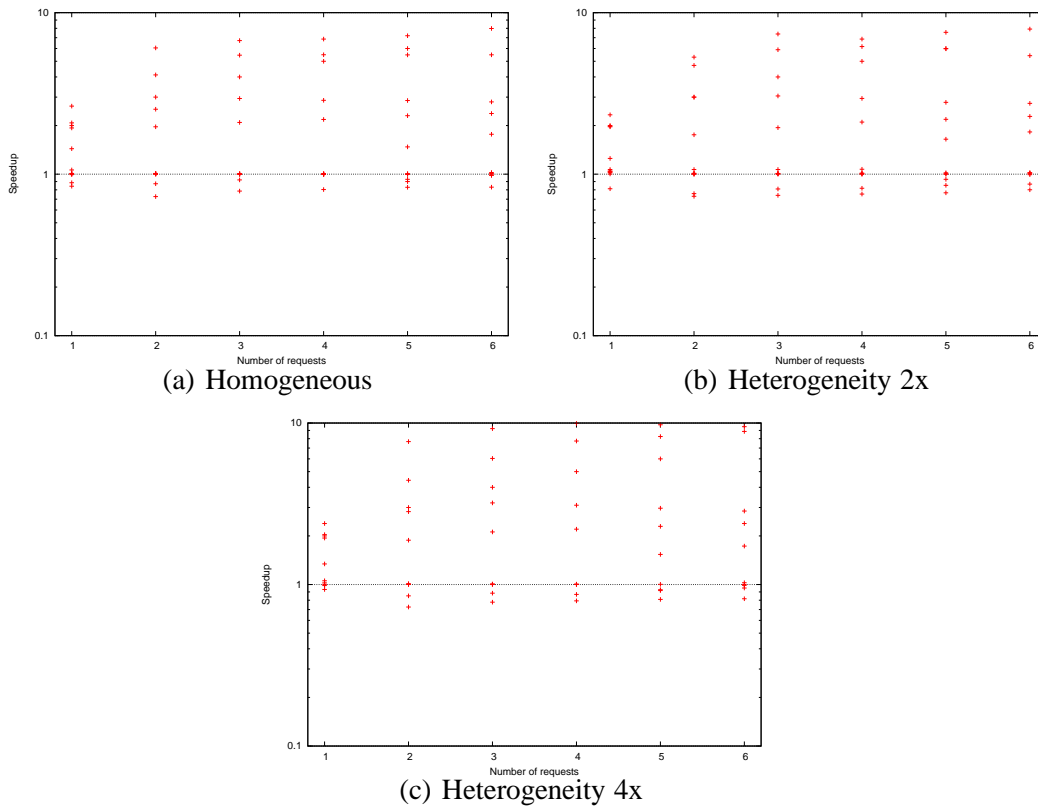 10
1
0.1
Speedup
1 2 3 4 5 6
Number of requests
(a) Homogeneous
10
1
0.1
Speedup
1 2 3 4 5 6
Number of requests
(b) Heterogeneity 2x
10
1
0.1
Speedup
1 2 3 4 5 6
Number of requests
(c) Heterogeneity 4x